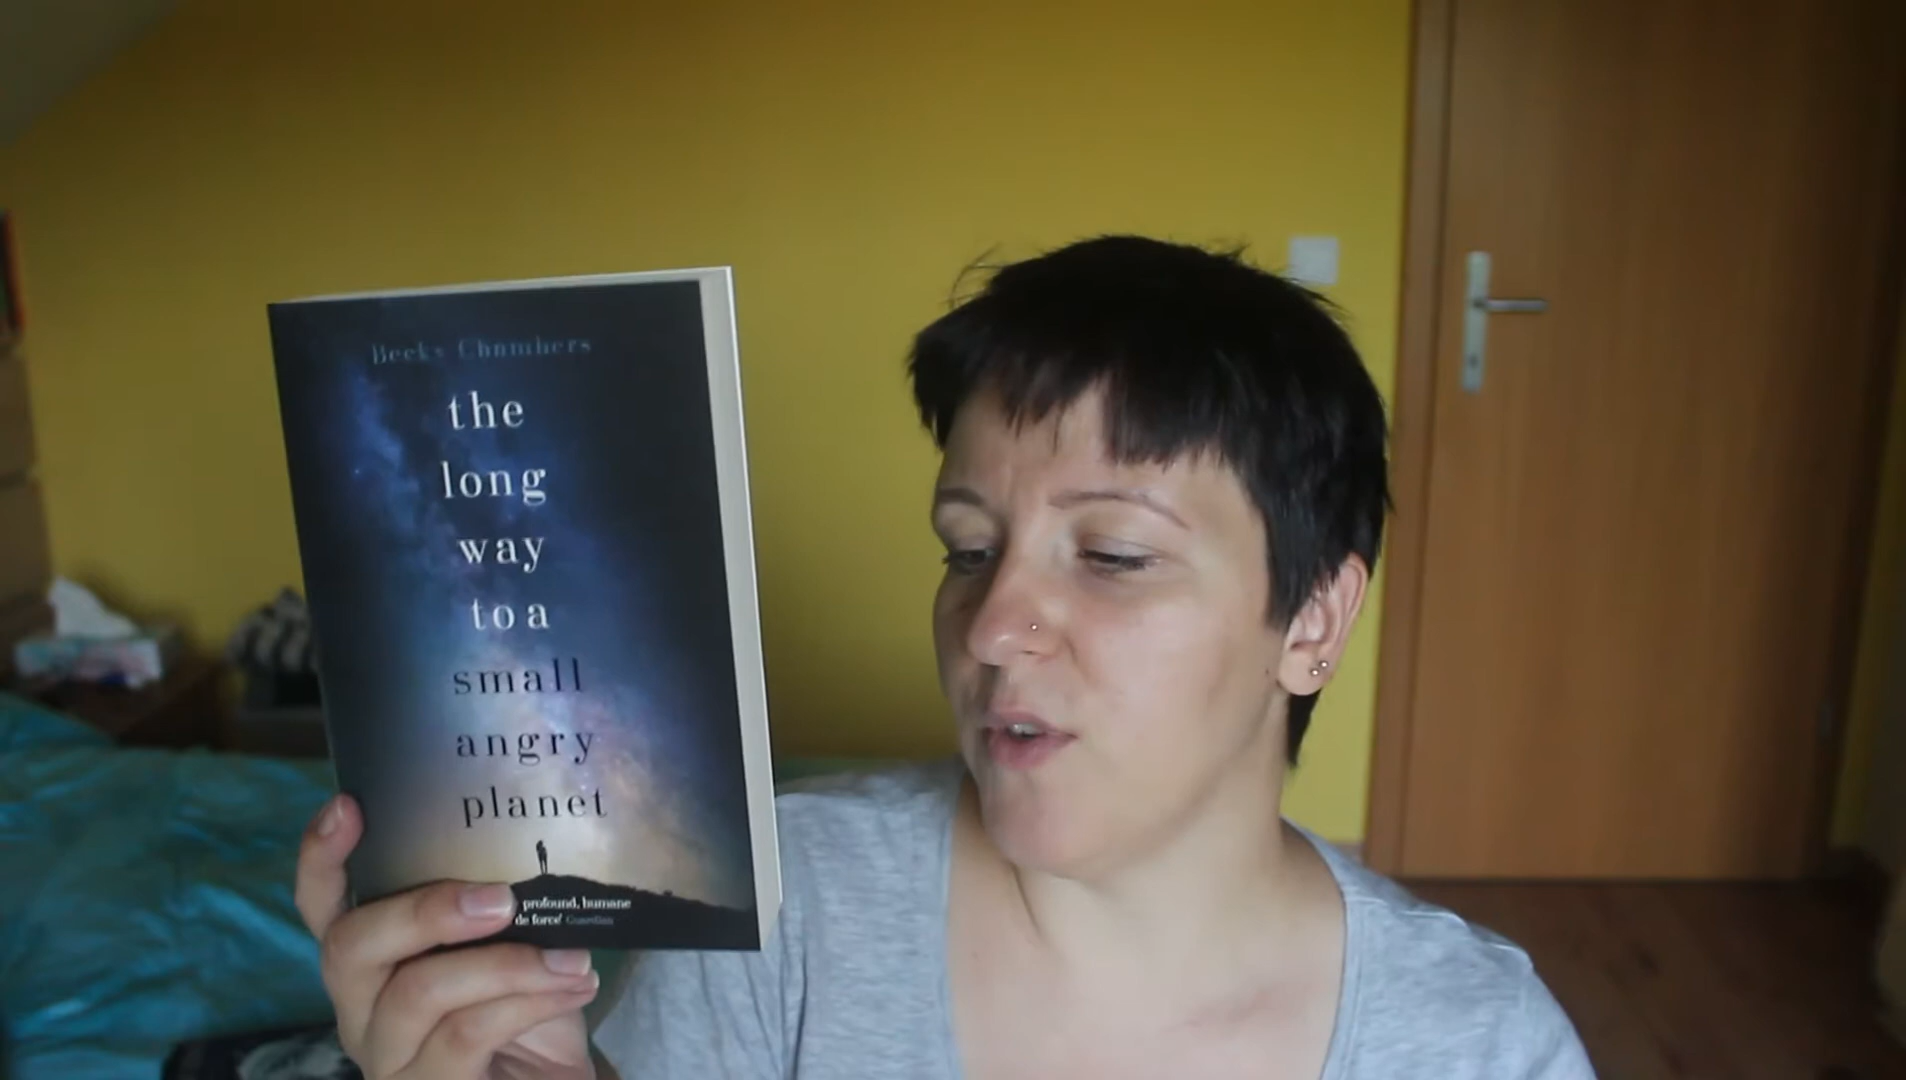 Becky Chambers
the
long
way
to a
small
angry
planet
profound, humane
de force' Guardian